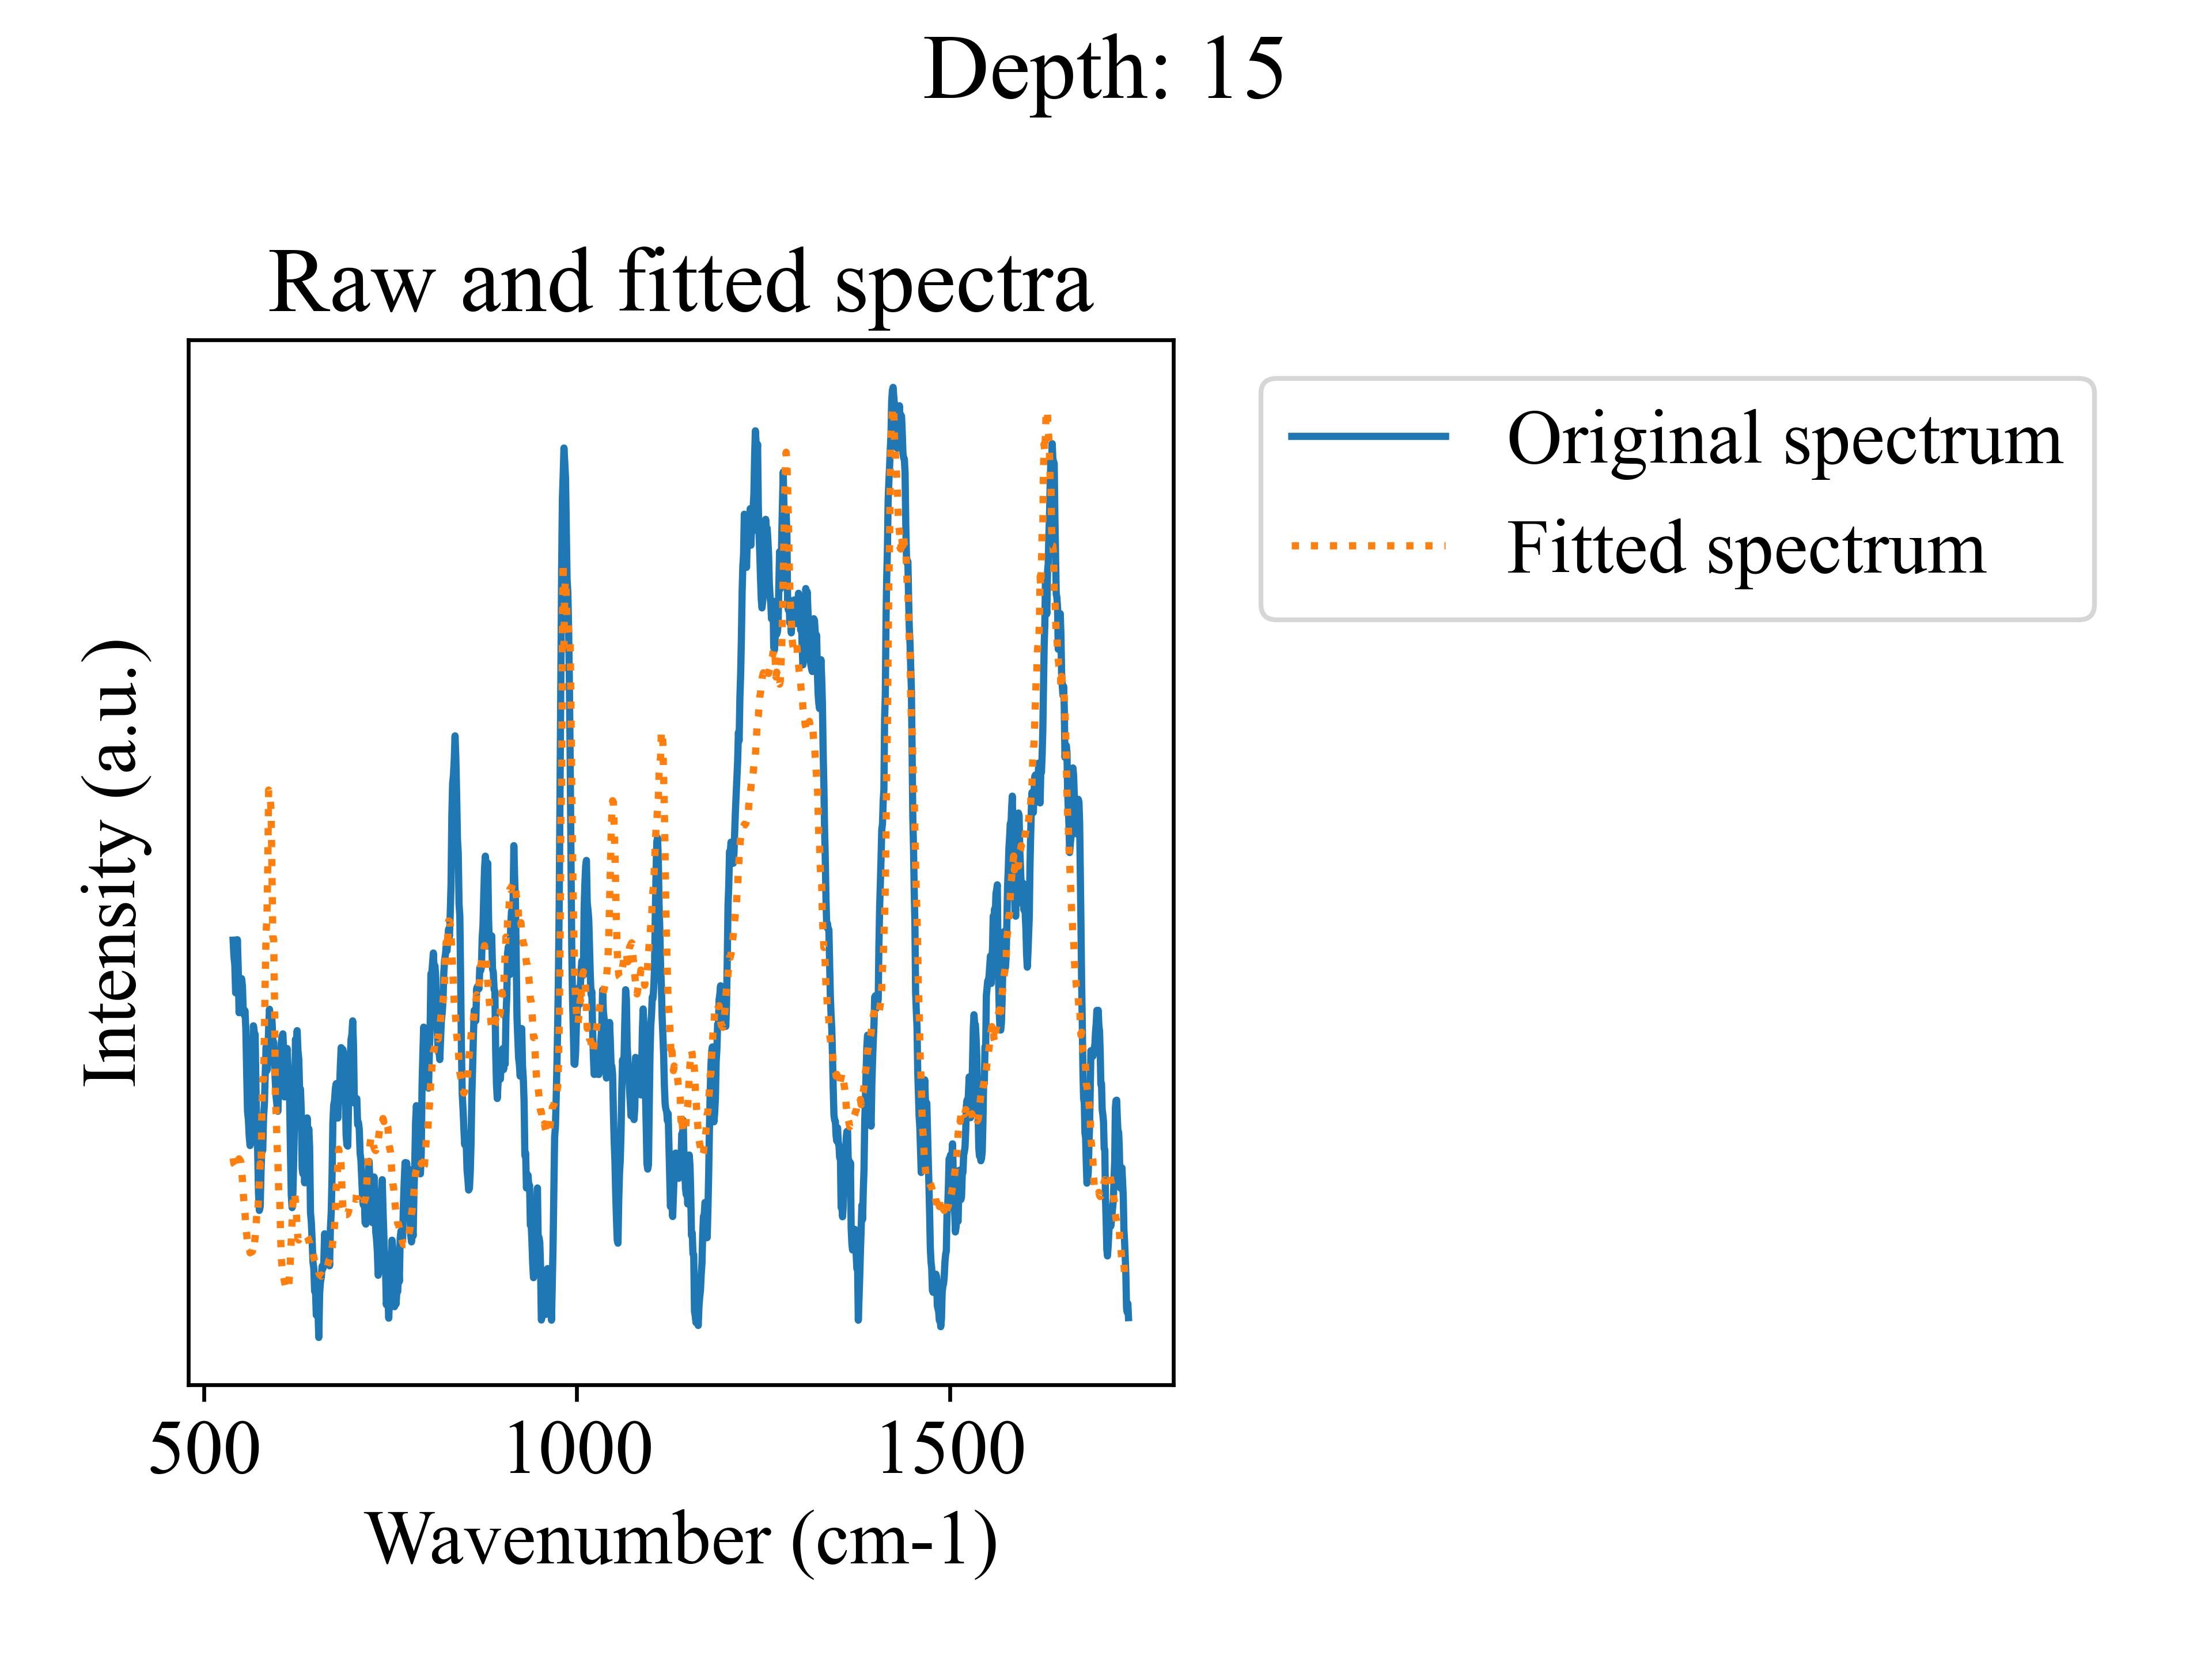 Depth: 15
Raw and fitted spectra
Original spectrum
Fitted spectrum
Intensity (a.u.)
500 1000 1500
Wavenumber (cm-1)